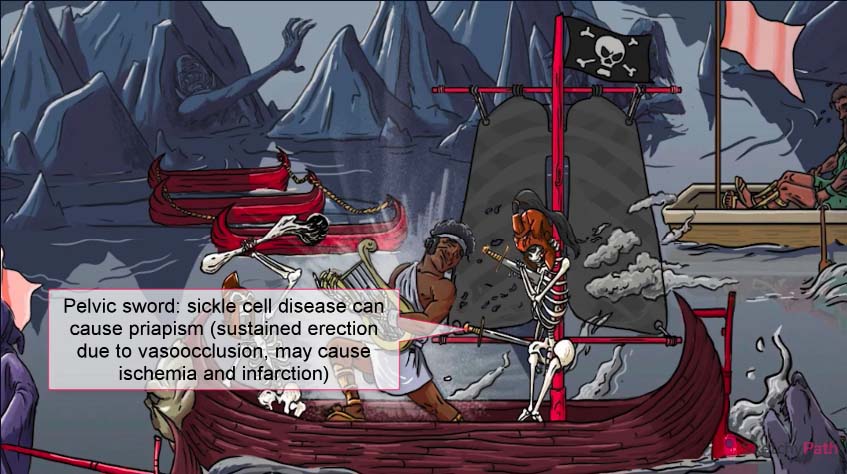 Pelvic sword: sickle cell disease can
cause priapism (sustained erection
due to vasoocclusion, may cause
ischemia and infarction)